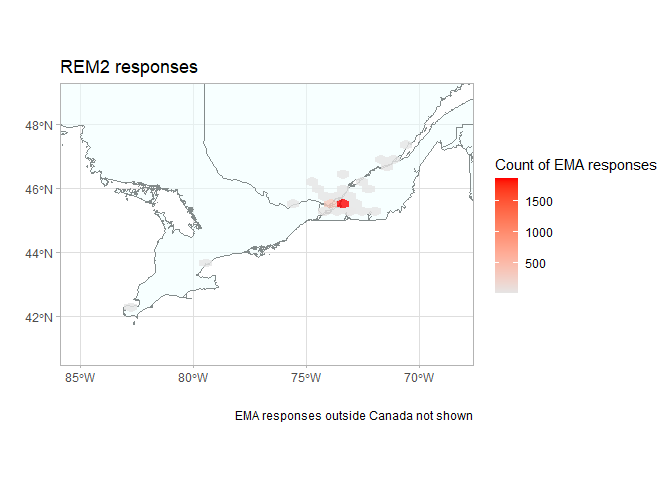 REM2 responses
48°N
46°N
44°N
42°N
85°W
80°W
75°W
70°W
Count of EMA responses
1500
1000
500
EMA responses outside Canada not shown